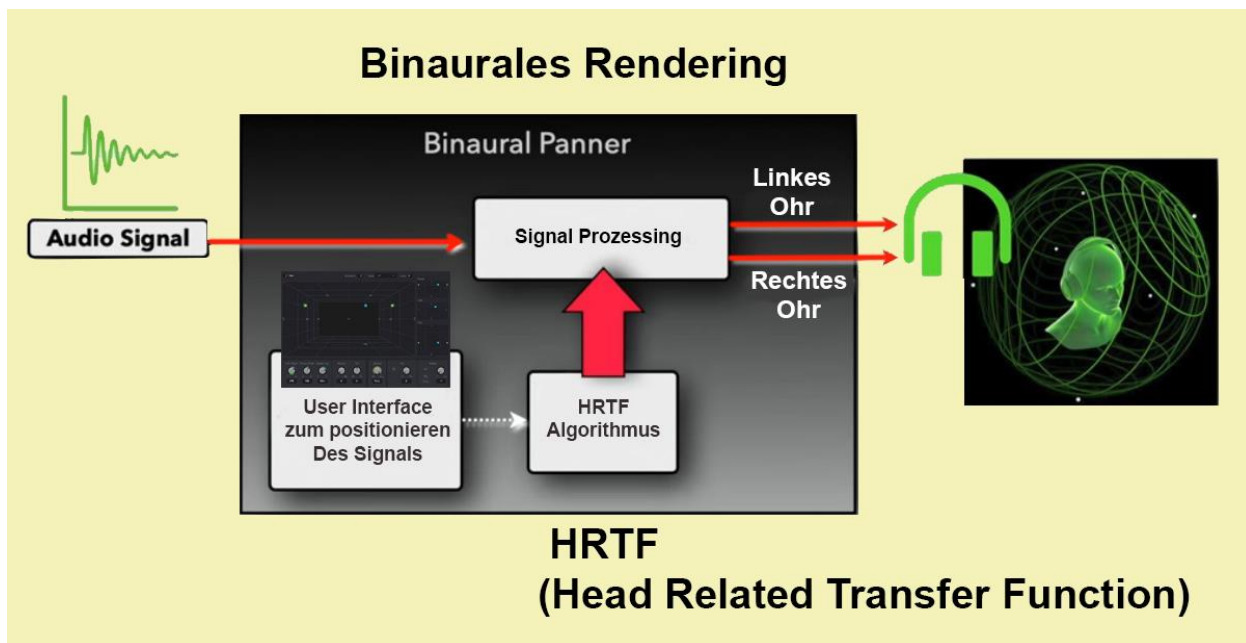 Binaurales Rendering
Binaural Panner
Audio Signal
Signal Prozessing
Linkes
Ohr
Rechtes
Ohr
User Interface
zum positionieren
Des Signals
HRTF
Algorithmus
HRTF
(Head Related Transfer Function)